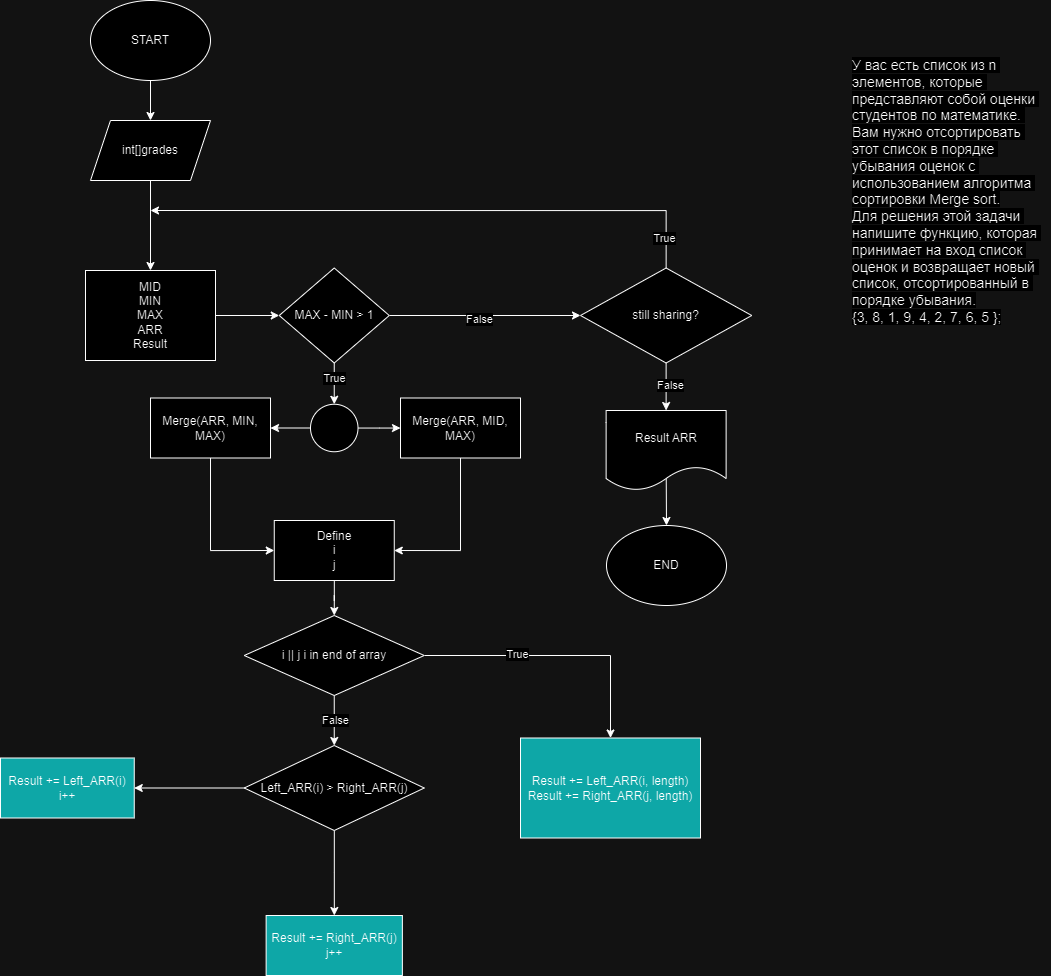 START
int[]grades
MID
MIN
MAX
ARR
Result
MAX - MIN > 1
False
still sharing?
True
False
Result ARR
END
True
Merge(ARR, MIN,
MAX)
Merge(ARR, MID,
MAX)
Define
i
j
i || j i in end of array
True
Result += Left_ARR(i, length)
Result += Right_ARR(j, length)
False
Left_ARR(i) > Right_ARR(j)
Result += Left_ARR(i)
i++
Result += Right_ARR(j)
j++
У вас есть список из n
элементов, которые
представляют собой оценки
студентов по математике.
Вам нужно отсортировать
этот список в порядке
убывания оценок с
использованием алгоритма
сортировки Merge sort.
Для решения этой задачи
напишите функцию, которая
принимает на вход список
оценок и возвращает новый
список, отсортированный в
порядке убывания.
{3, 8, 1, 9, 4, 2, 7, 6, 5 };